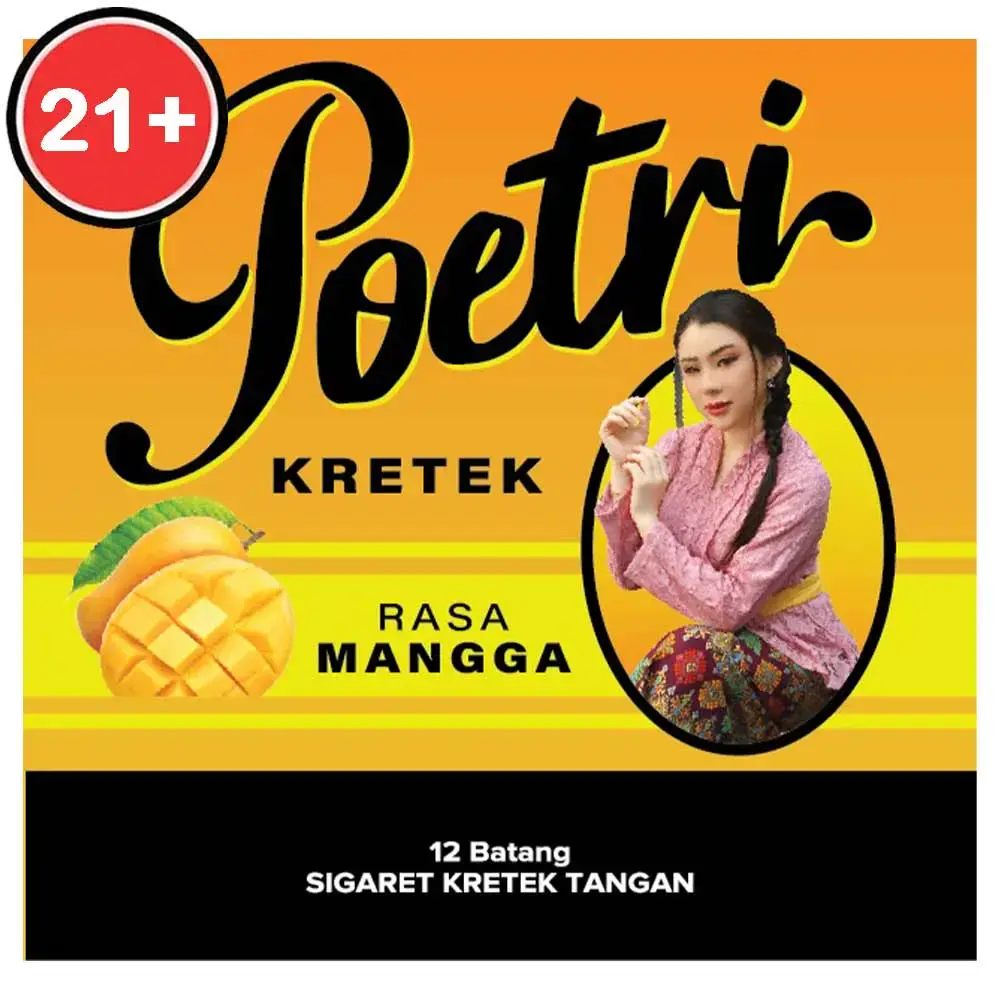 21+
Poetri
KRETEK
RASA
MANGGA
12 Batang
SIGARET KRETEK TANGAN